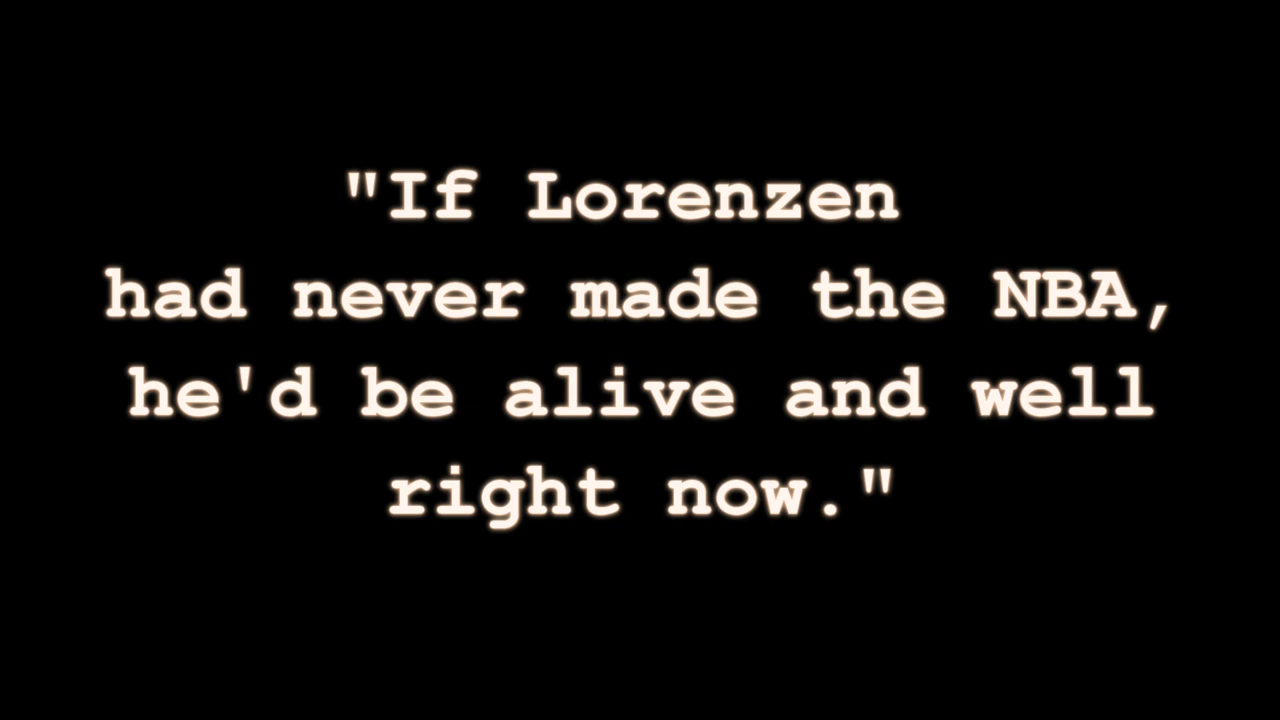 "If Lorenzen
had never made the NBA,
he'd be alive and well
right now."